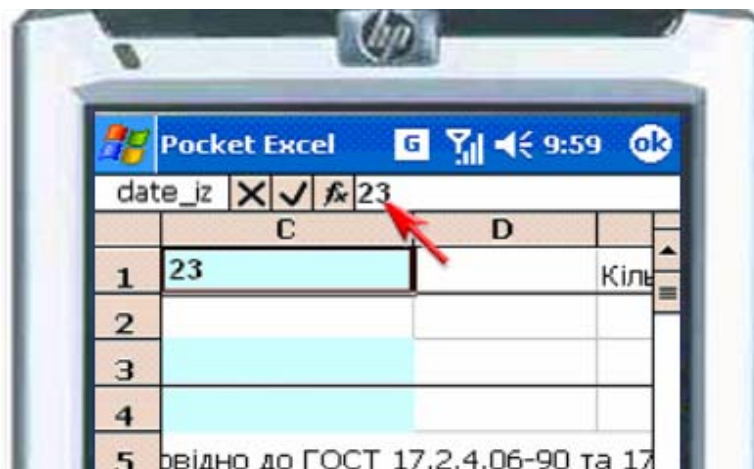 hp
Pocket Excel G 9:59 ok
date_iz fx 23
C D
1 23 Кіль
2
3
4
5 овідно до ГОСТ 17.2.4.06-90 та 17